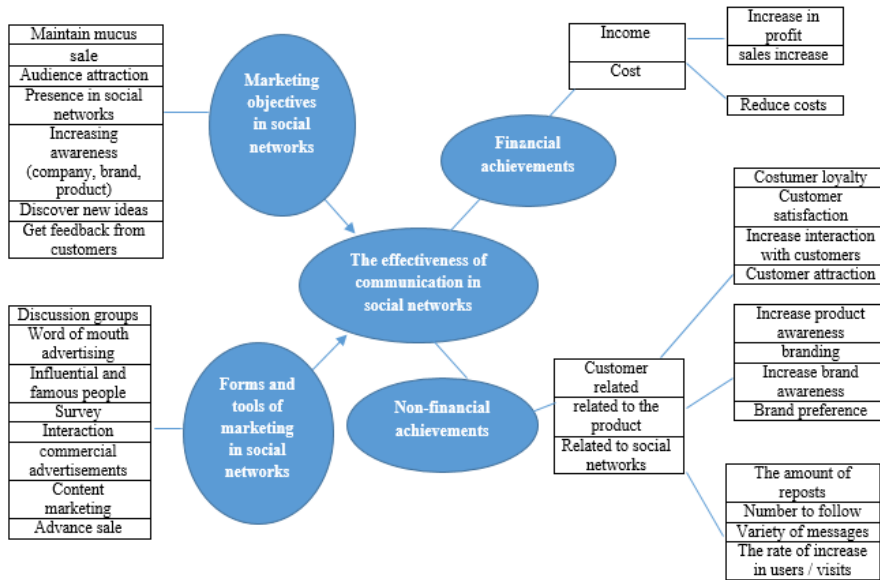 Maintain mucus
sale
Audience attraction
Presence in social
networks
Increasing
awareness
(company, brand,
product)
Discover new ideas
Get feedback from
customers
Marketing
objectives
in social
networks
Income
Cost
Increase in
profit
sales increase
Reduce costs
Financial
achievements
The effectiveness of
communication in
social networks
Costumer loyalty
Customer
satisfaction
Increase interaction
with customers
Customer attraction
Discussion groups
Word of mouth
advertising
Influential and
famous people
Survey
Interaction
commercial
advertisements
Content
marketing
Advance sale
Forms and
tools of
marketing
in social
networks
Non-financial
achievements
Customer
related
related to the
product
Related to social
networks
Increase product
awareness
branding
Increase brand
awareness
Brand preference
The amount of
reposts
Number to follow
Variety of messages
The rate of increase
in users / visits